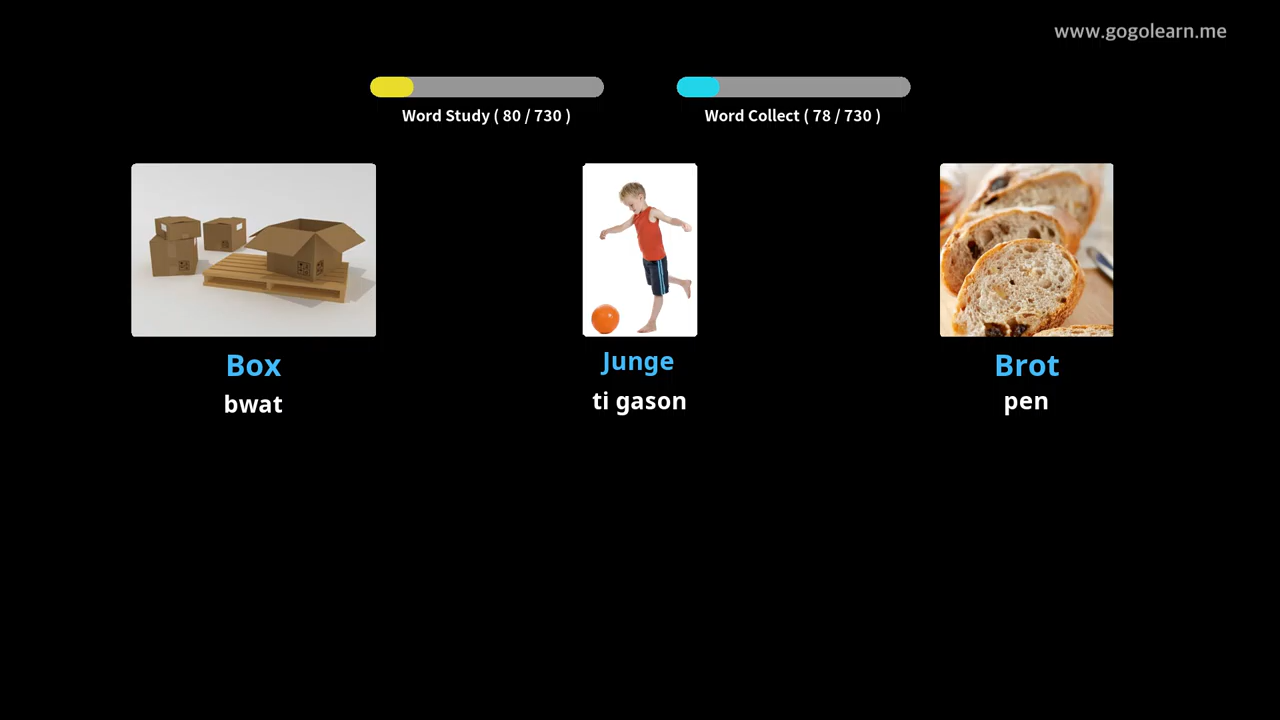 www.gogolearn.me
Word Study ( 80 / 730 )
Word Collect ( 78 / 730 )
Box
bwat
Junge
ti gason
Brot
pen